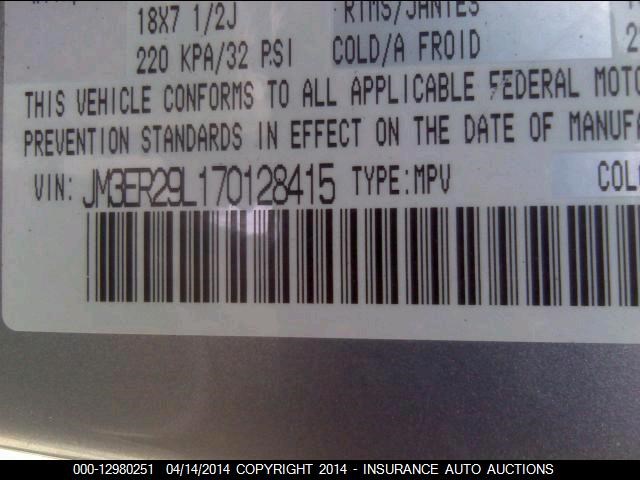 18X7 1/2J RIMS/JANTES
220 KPA/32 PSI COLD/A FROID 2
THIS VEHICLE CONFORMS TO ALL APPLICABLE FEDERAL MOTO
PREVENTION STANDARDS IN EFFECT ON THE DATE OF MANUFA
VIN: JM3ER29L170128415 TYPE:MPV COL
000-12980251 04/14/2014 COPYRIGHT 2014 - INSURANCE AUTO AUCTIONS